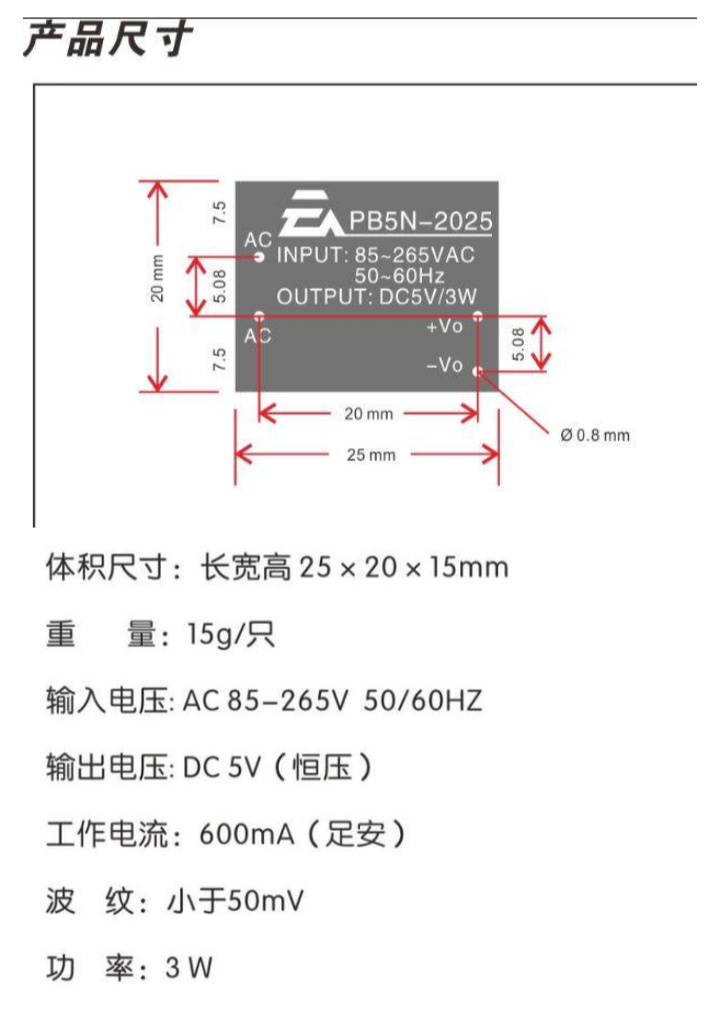 产品尺寸
7.5
PB5N-2025
AC
INPUT: 85~265VAC
50~60Hz
20 mm
5.08
OUTPUT: DC5V/3W
+Vo
AC
5.08
7.5
-Vo
20 mm
Ø 0.8 mm
25 mm
体积尺寸：长宽高 25 × 20 × 15mm
重 量：15g/只
输入电压: AC 85-265V 50/60HZ
输出电压: DC 5V（恒压）
工作电流：600mA（足安）
波 纹：小于50mV
功 率：3 W